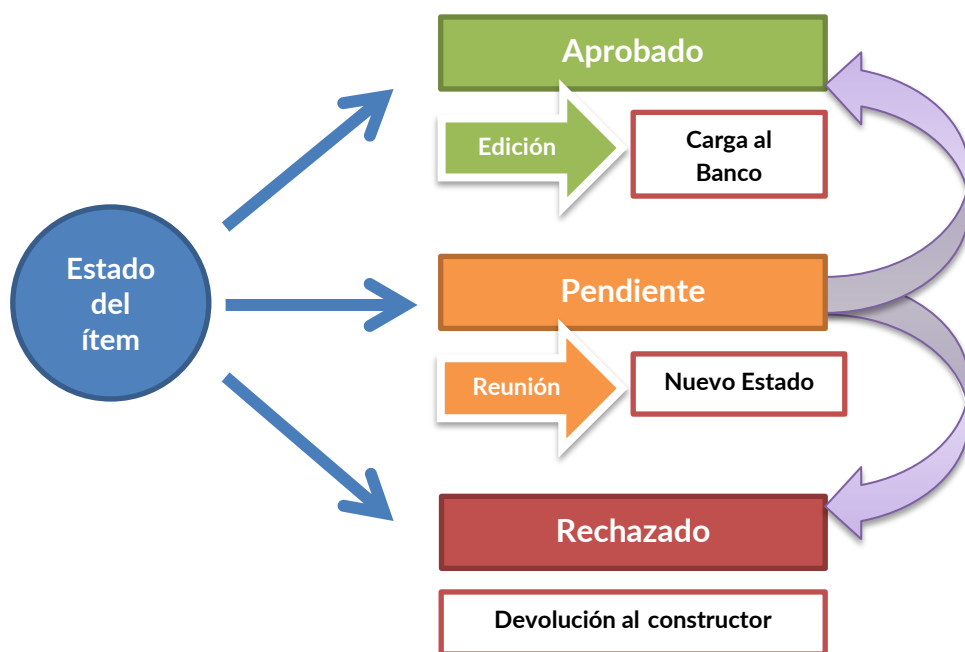 Aprobado
Edición
Carga al
Banco
Estado
del
ítem
Pendiente
Reunión
Nuevo Estado
Rechazado
Devolución al constructor